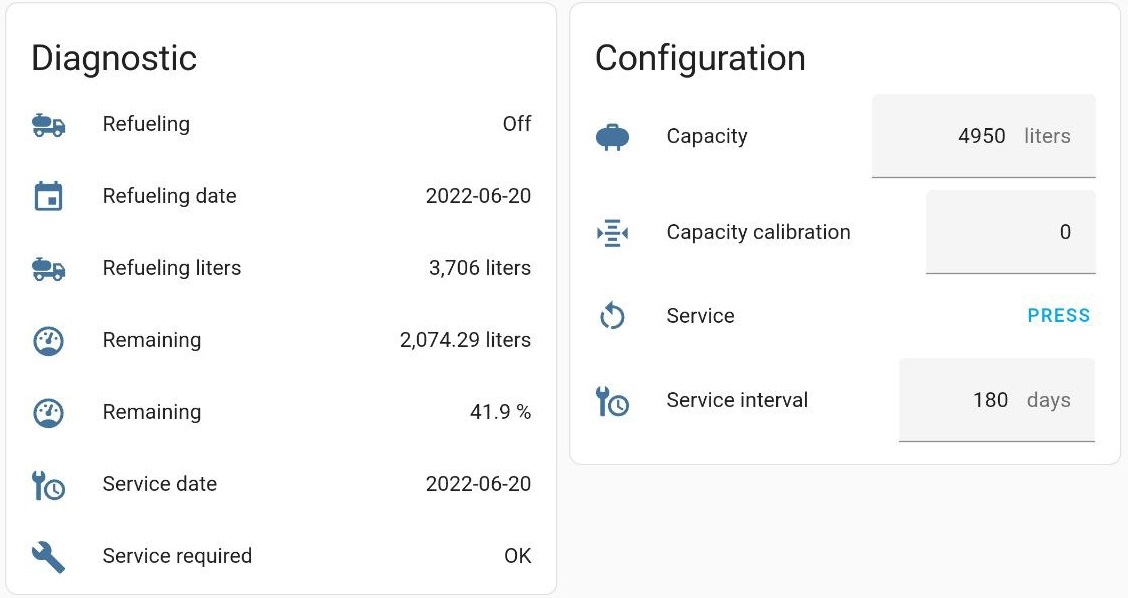 Diagnostic
Refueling Off
Refueling date 2022-06-20
Refueling liters 3,706 liters
Remaining 2,074.29 liters
Remaining 41.9 %
Service date 2022-06-20
Service required OK
Configuration
Capacity 4950 liters
Capacity calibration 0
Service PRESS
Service interval 180 days